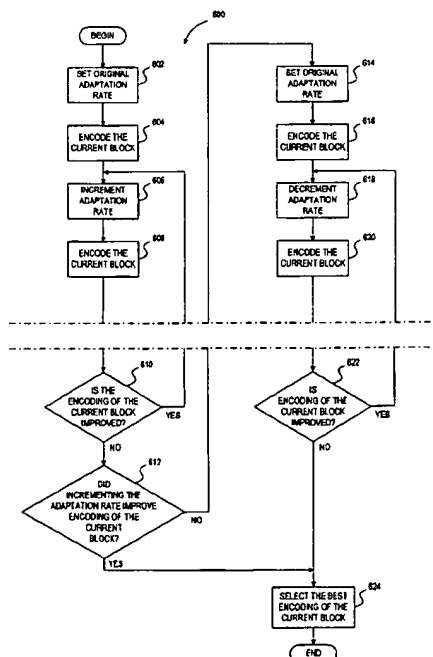 BEGIN
600
SET ORIGINAL
ADAPTATION
RATE
602
ENCODE THE
CURRENT BLOCK
604
INCREMENT
ADAPTATION
RATE
606
ENCODE THE
CURRENT BLOCK
608
IS THE
ENCODING OF THE
CURRENT BLOCK
IMPROVED?
610
YES
NO
DID
INCREMENTING THE
ADAPTATION RATE IMPROVE
ENCODING OF THE
CURRENT
BLOCK?
612
NO
YES
SET ORIGINAL
ADAPTATION
RATE
614
ENCODE THE
CURRENT BLOCK
616
DECREMENT
ADAPTATION
RATE
618
ENCODE THE
CURRENT BLOCK
620
IS
ENCODING OF THE
CURRENT BLOCK
IMPROVED?
622
YES
NO
SELECT THE BEST
ENCODING OF THE
CURRENT BLOCK
624
END